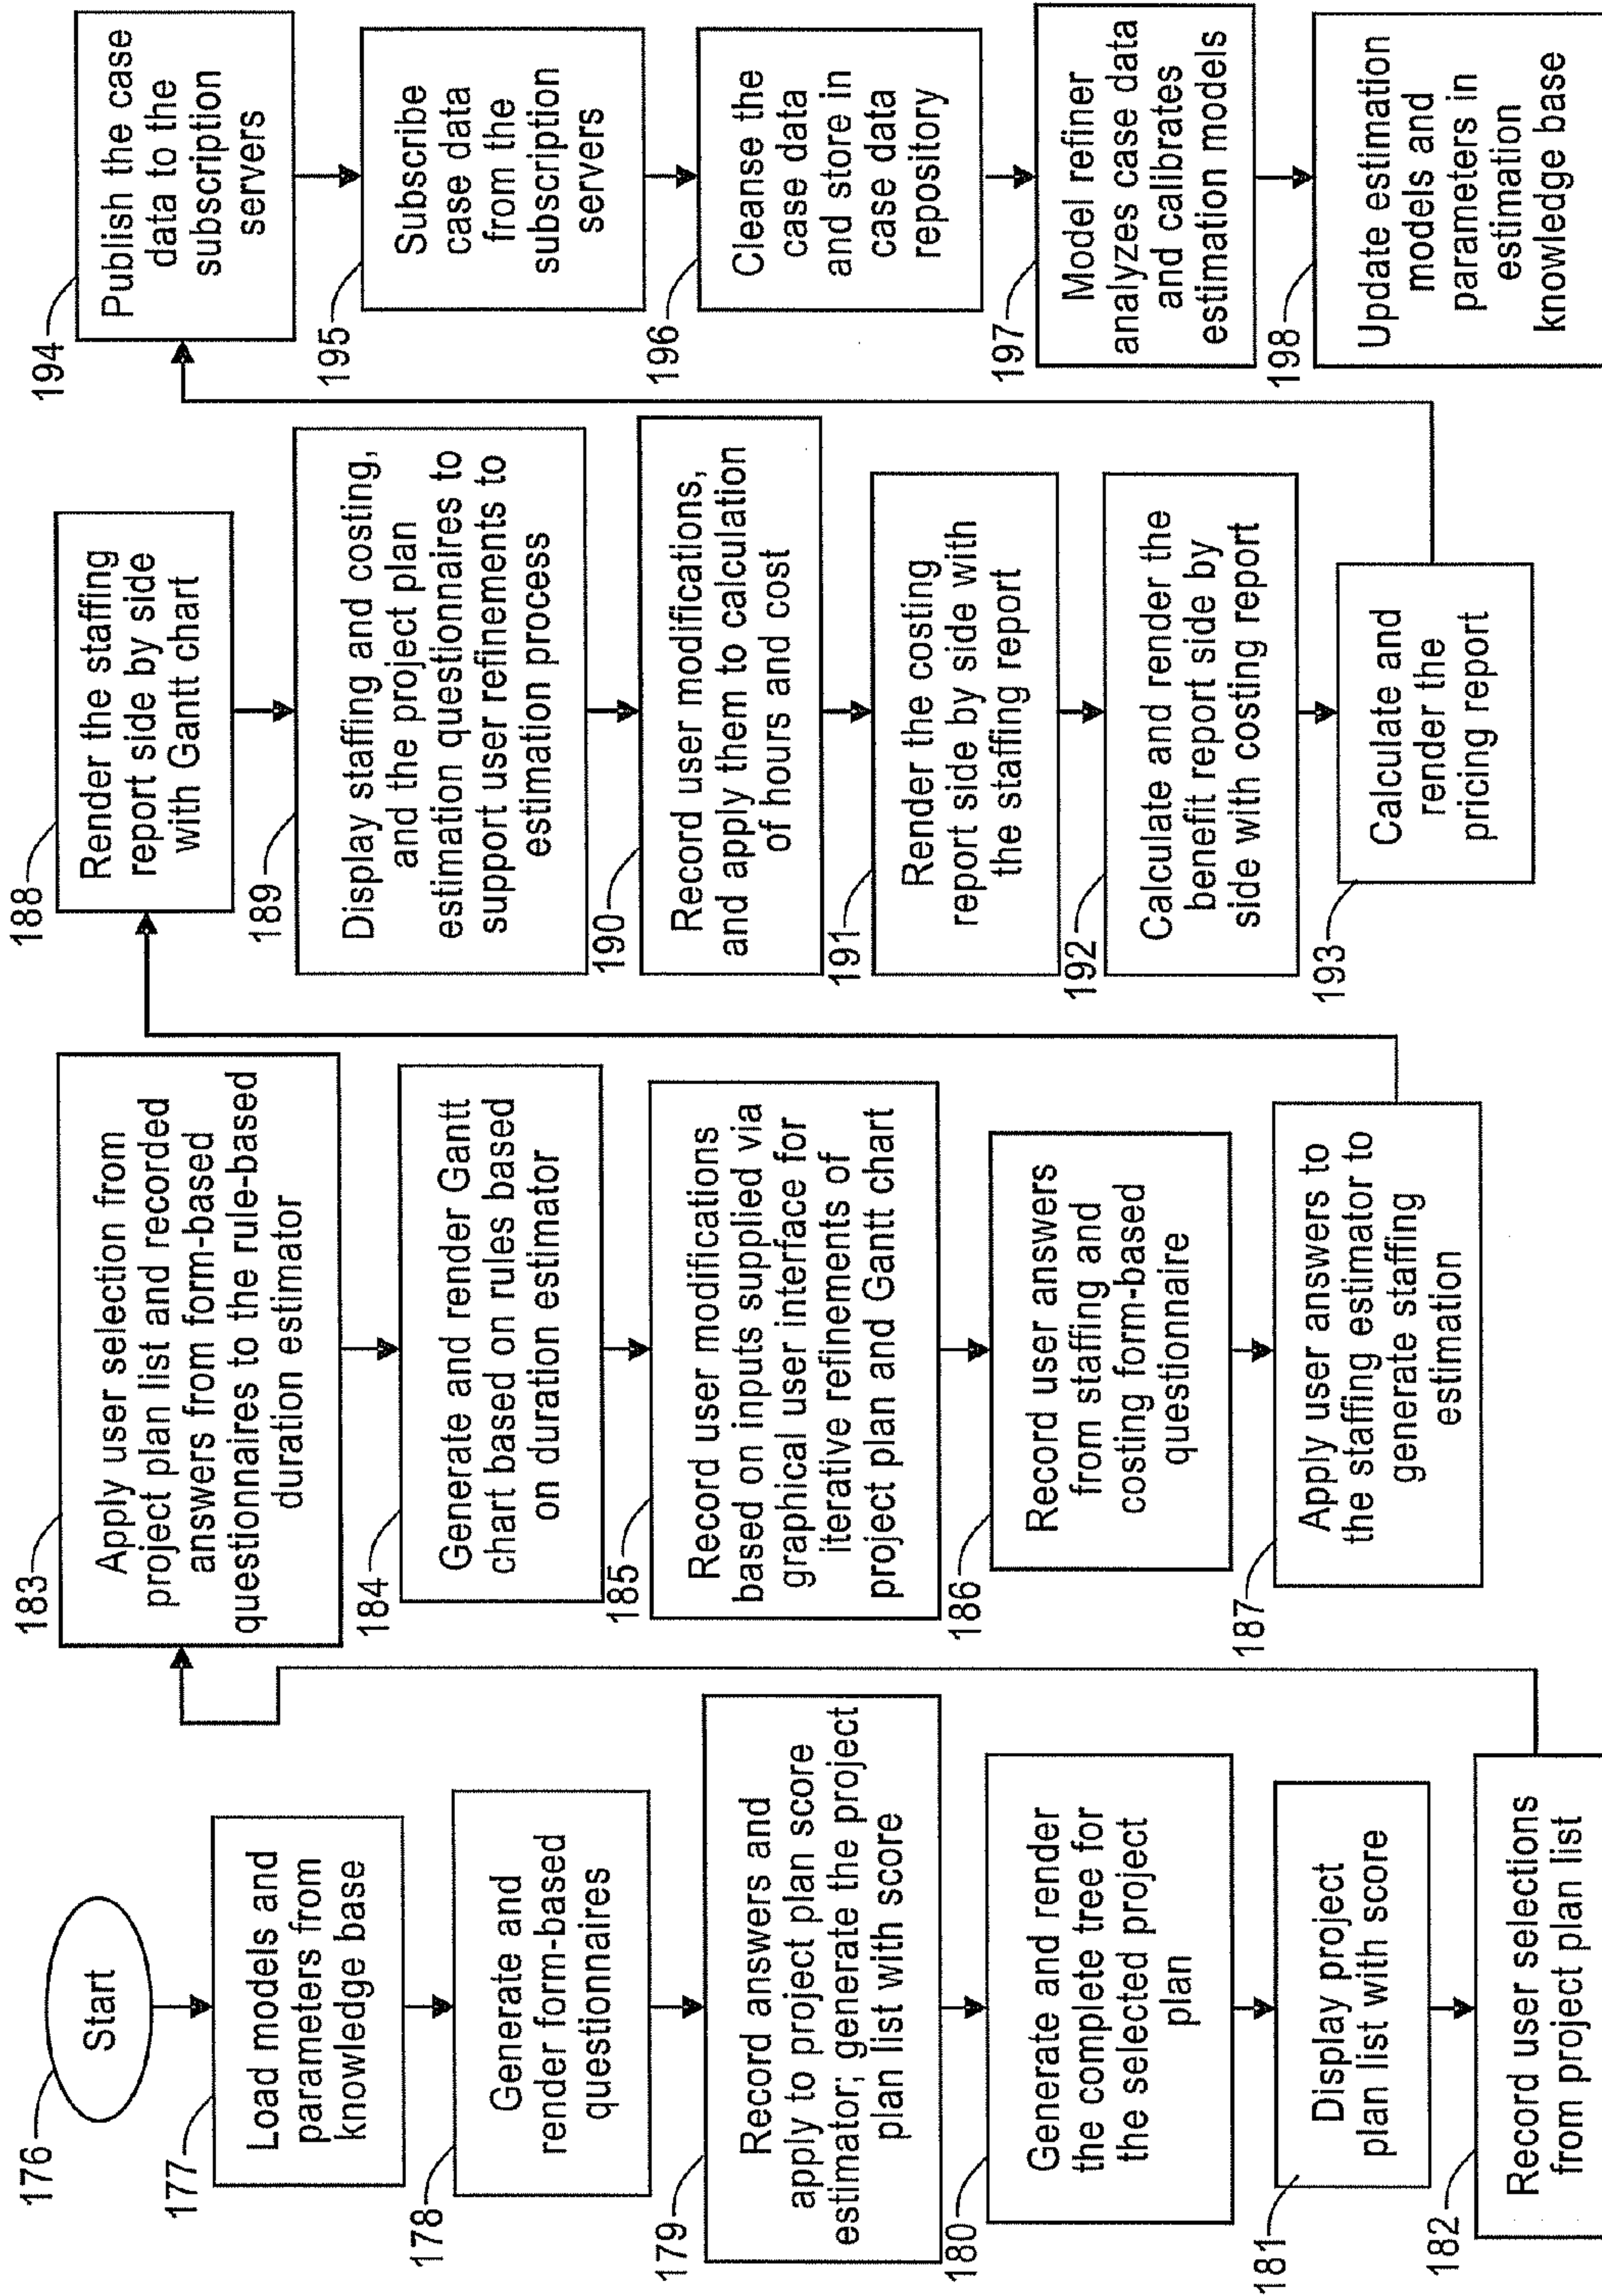 176
Start
177
Load models and
parameters from
knowledge base
178
Generate and
render form-based
questionnaires
179
Record answers and
apply to project plan score
estimator; generate the project
plan list with score
180
Generate and render
the complete tree for
the selected project
plan
181
Display project
plan list with score
182
Record user selections
from project plan list
183
Apply user selection from
project plan list and recorded
answers from form-based
questionnaires to the rule-based
duration estimator
184
Generate and render Gantt
chart based on rules based
on duration estimator
185
Record user modifications
based on inputs supplied via
graphical user interface for
iterative refinements of
project plan and Gantt chart
186
Record user answers
from staffing and
costing form-based
questionnaire
187
Apply user answers to
the staffing estimator to
generate staffing
estimation
188
Render the staffing
report side by side
with Gantt chart
189
Display staffing and costing,
and the project plan
estimation questionnaires to
support user refinements to
estimation process
190
Record user modifications,
and apply them to calculation
of hours and cost
191
Render the costing
report side by side with
the staffing report
192
Calculate and render the
benefit report side by
side with costing report
193
Calculate and
render the
pricing report
194
Publish the case
data to the
subscription
servers
195
Subscribe
case data
from the
subscription
servers
196
Cleanse the
case data
and store in
case data
repository
197
Model refiner
analyzes case data
and calibrates
estimation models
198
Update estimation
models and
parameters in
estimation
knowledge base